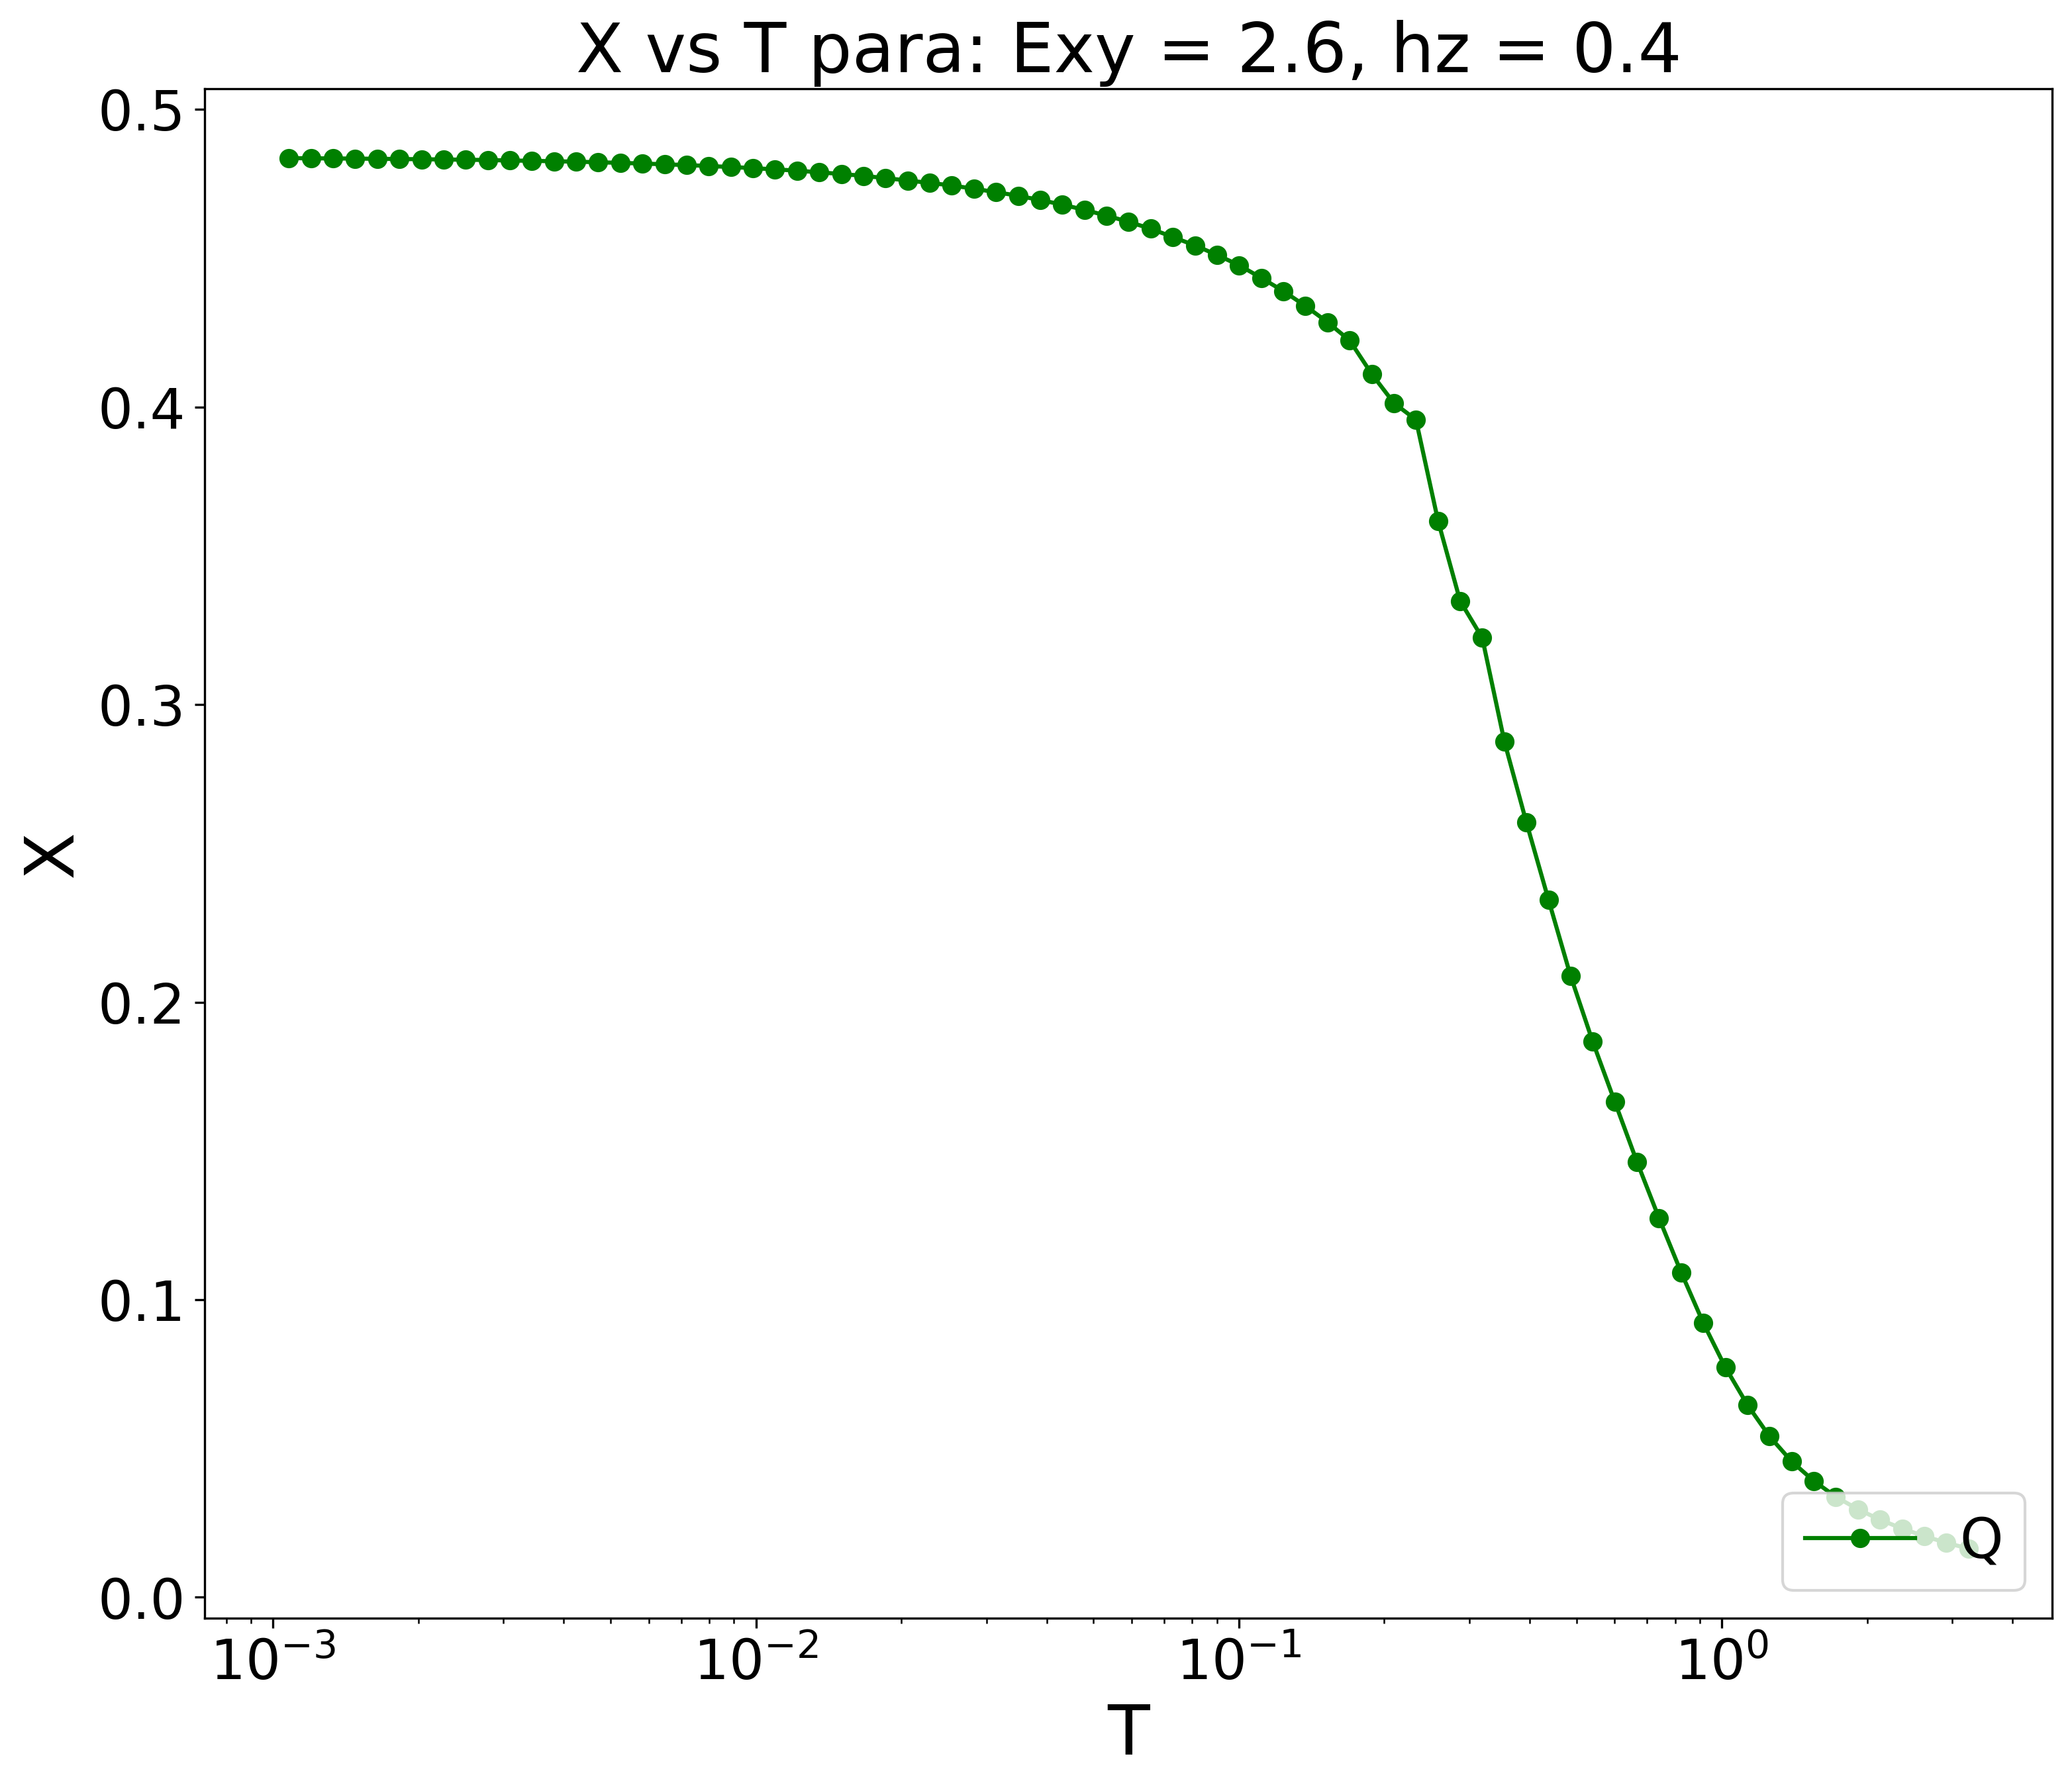 X vs T para: Exy = 2.6, hz = 0.4
0.5
0.4
0.3
0.2
0.1
0.0
X
10⁻³ 10⁻² 10⁻¹ 10⁰
T
Q